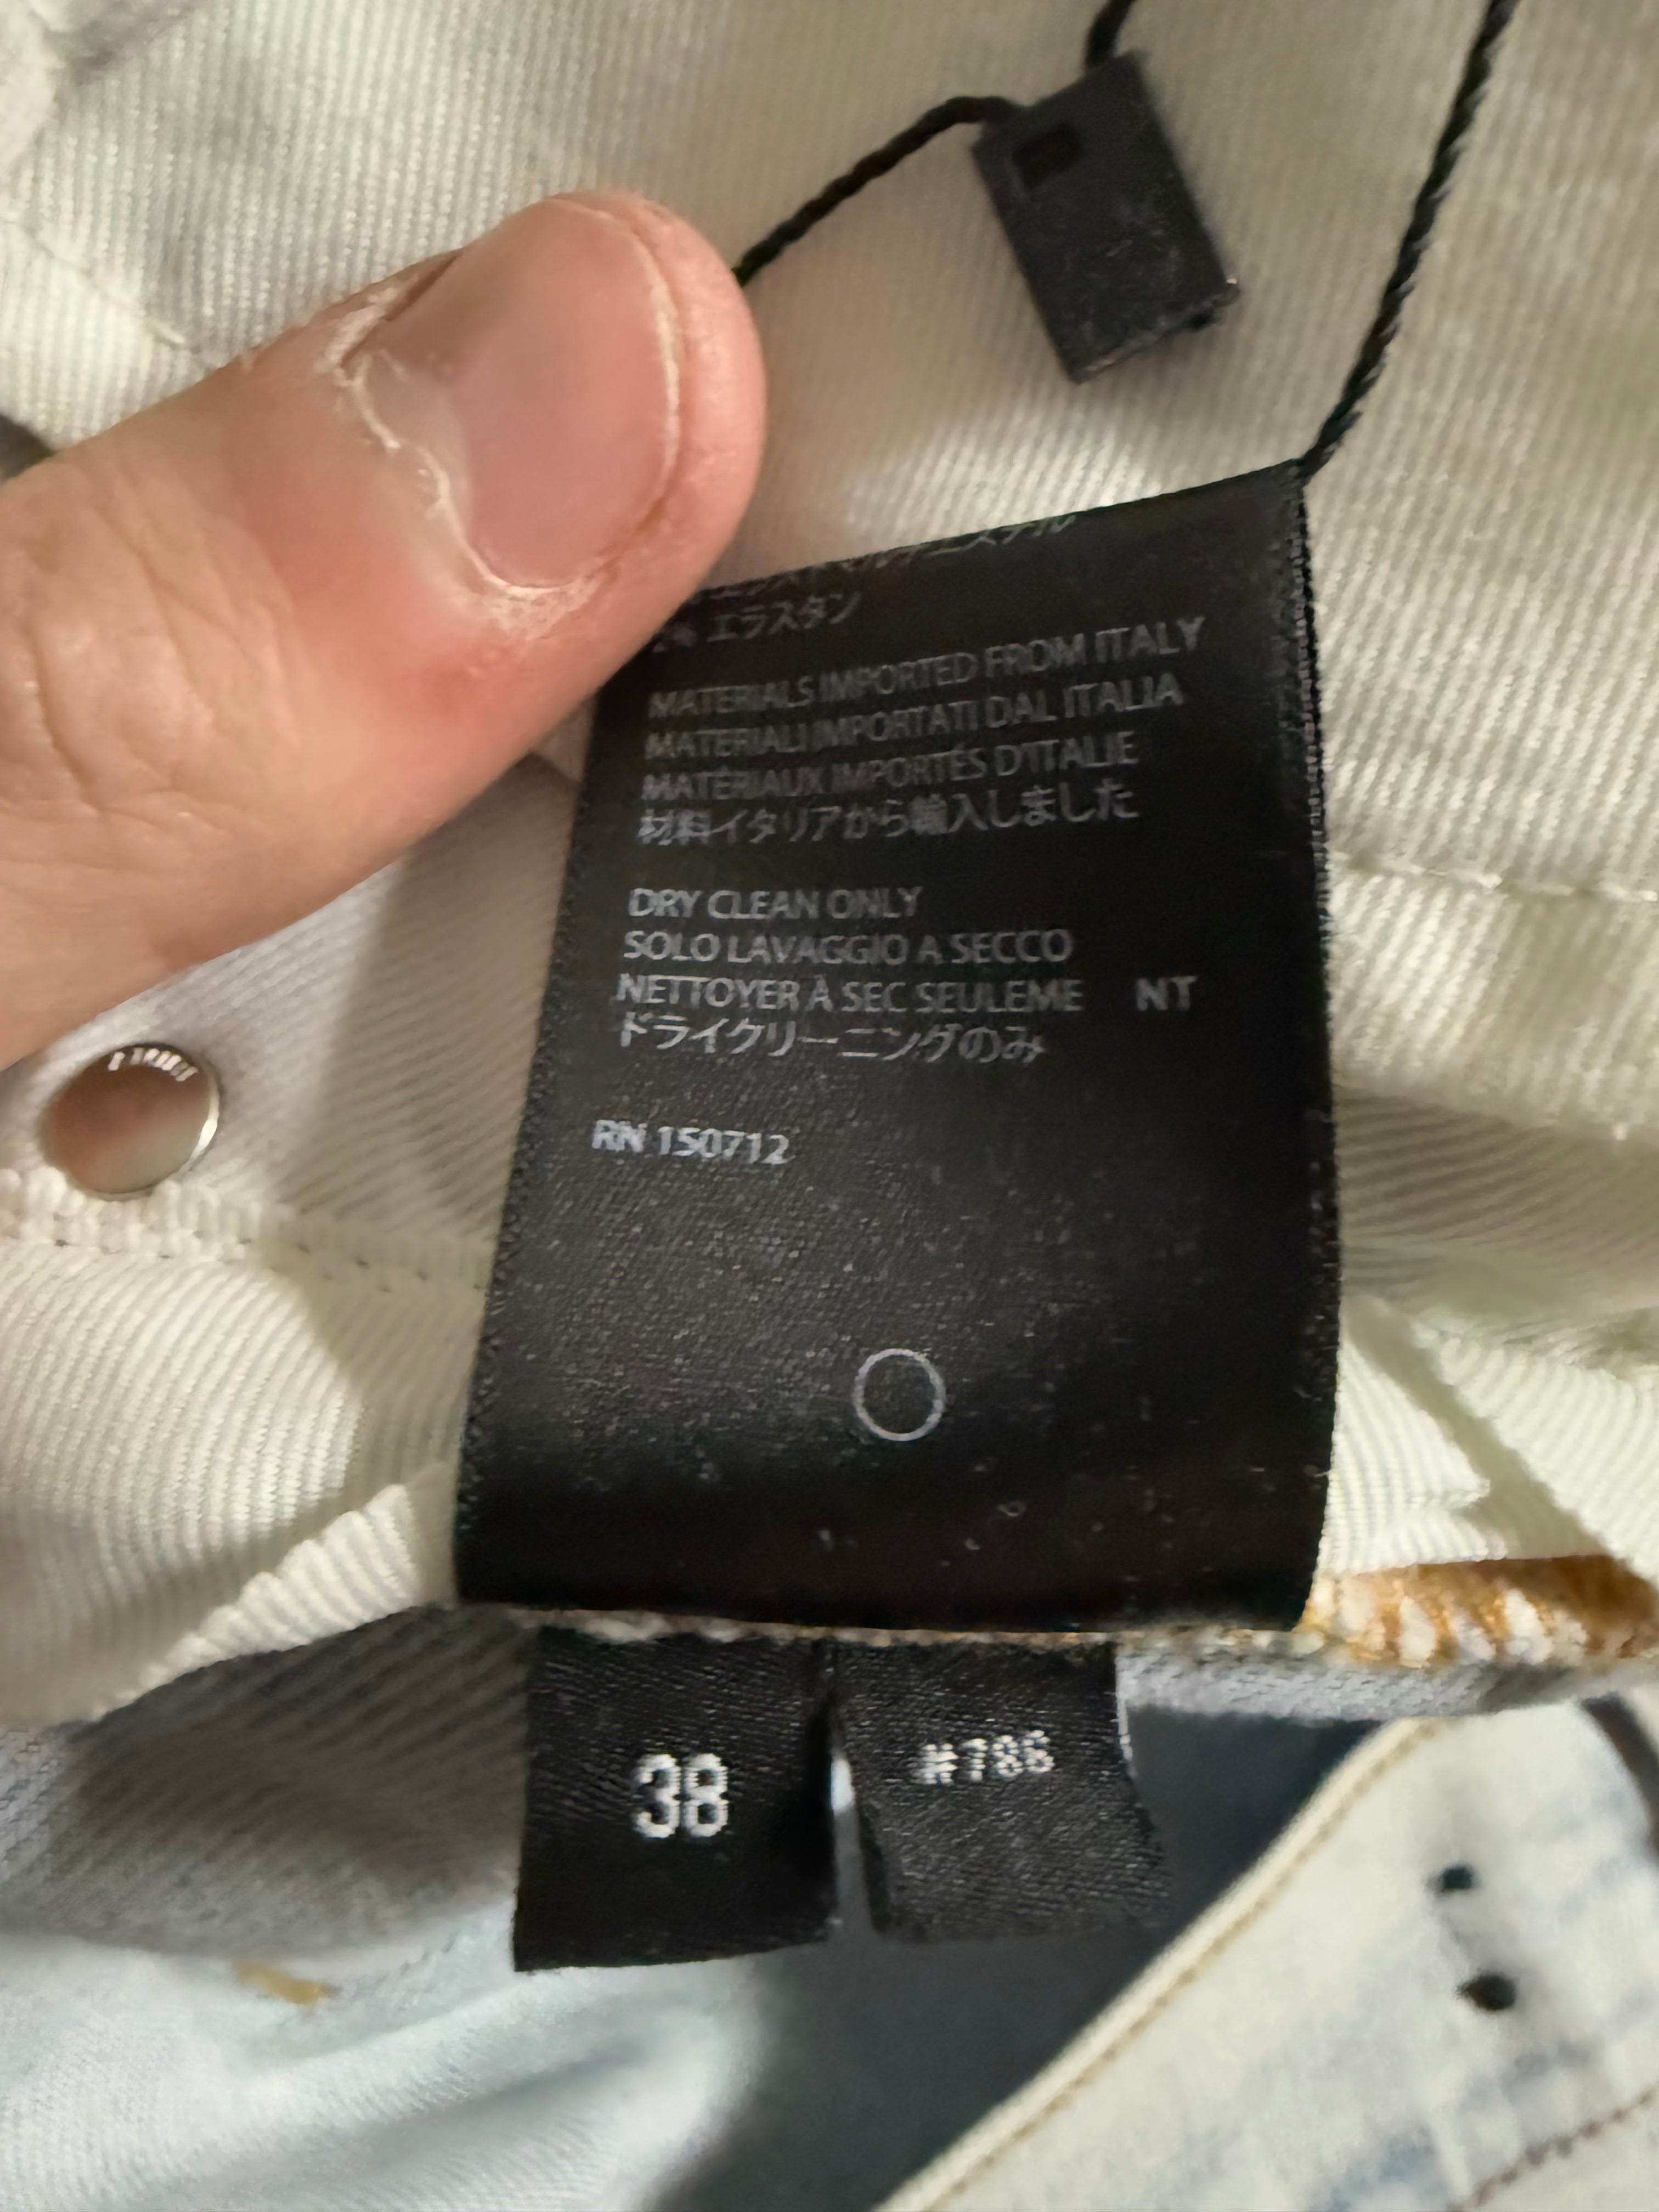 エラスタン
MATERIALS IMPORTED FROM ITALY
MATERIALI IMPORTATI DAL ITALIA
MATÉRIAUX IMPORTÉS D'ITALIE
材料イタリアから輸入しました
DRY CLEAN ONLY
SOLO LAVAGGIO A SECCO
NETTOYER À SEC SEULEME NT
ドライクリーニングのみ
RN 150712
38
#786